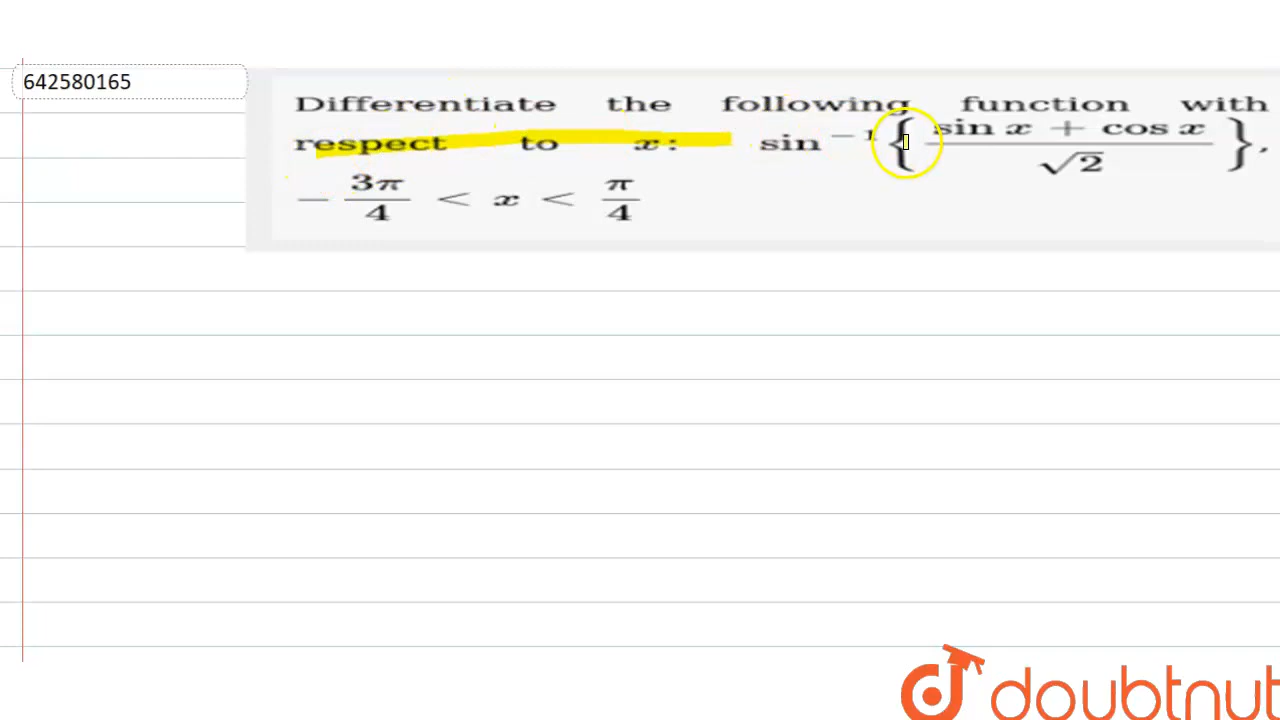 642580165
Differentiate the following function with
respect to x: sin⁻¹ { (sin x + cos x) / √2 },
− 3π/4 < x < π/4
doubtnut